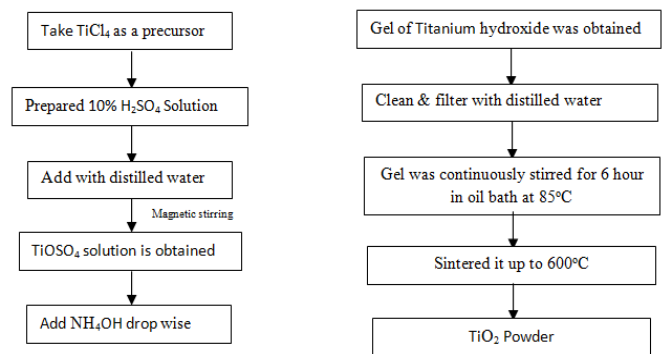 Take TiCl₄ as a precursor
Prepared 10% H₂SO₄ Solution
Add with distilled water
Magnetic stirring
TiOSO₄ solution is obtained
Add NH₄OH drop wise
Gel of Titanium hydroxide was obtained
Clean & filter with distilled water
Gel was continuously stirred for 6 hour
in oil bath at 85°C
Sintered it up to 600°C
TiO₂ Powder